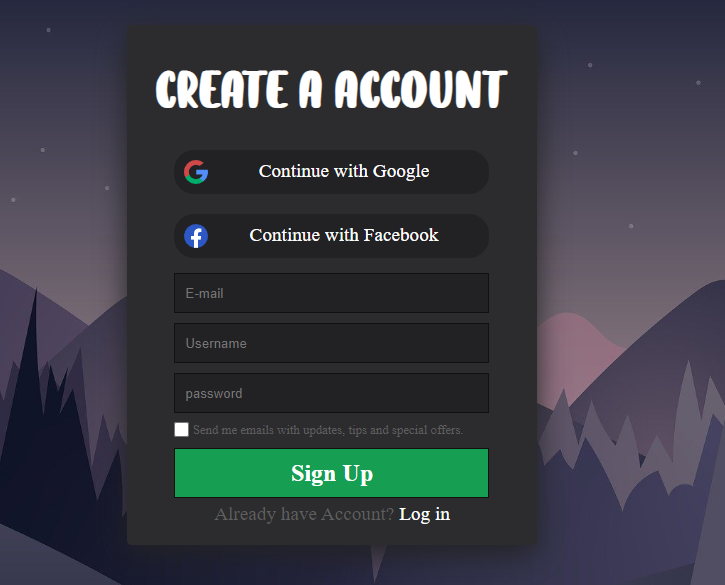 CREATE A ACCOUNT
Continue with Google
Continue with Facebook
E-mail
Username
password
Send me emails with updates, tips and special offers.
Sign Up
Already have Account? Log in